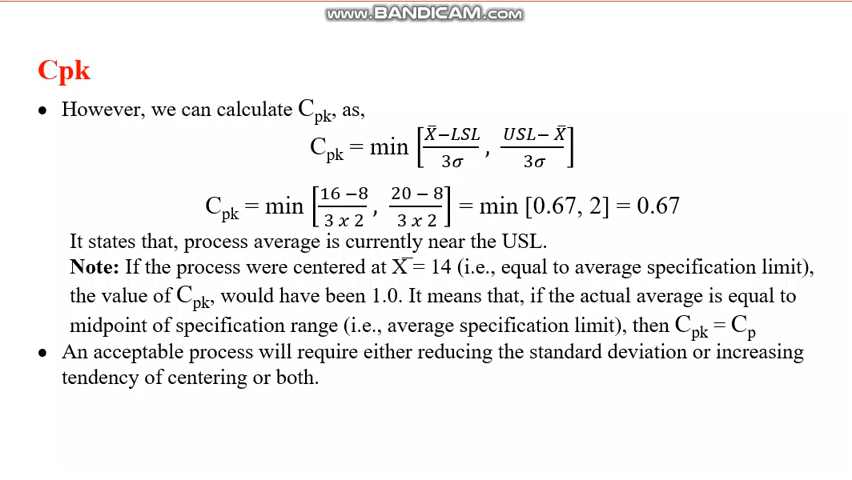 www.BANDICAM.com
Cpk
• However, we can calculate Cpk, as,
Cpk = min [X̄−LSL / 3σ , USL− X̄ / 3σ]
Cpk = min [16 −8 / 3 x 2 , 20 − 8 / 3 x 2] = min [0.67, 2] = 0.67
It states that, process average is currently near the USL.
Note: If the process were centered at X̄ = 14 (i.e., equal to average specification limit),
the value of Cpk, would have been 1.0. It means that, if the actual average is equal to
midpoint of specification range (i.e., average specification limit), then Cpk = Cp
• An acceptable process will require either reducing the standard deviation or increasing
tendency of centering or both.